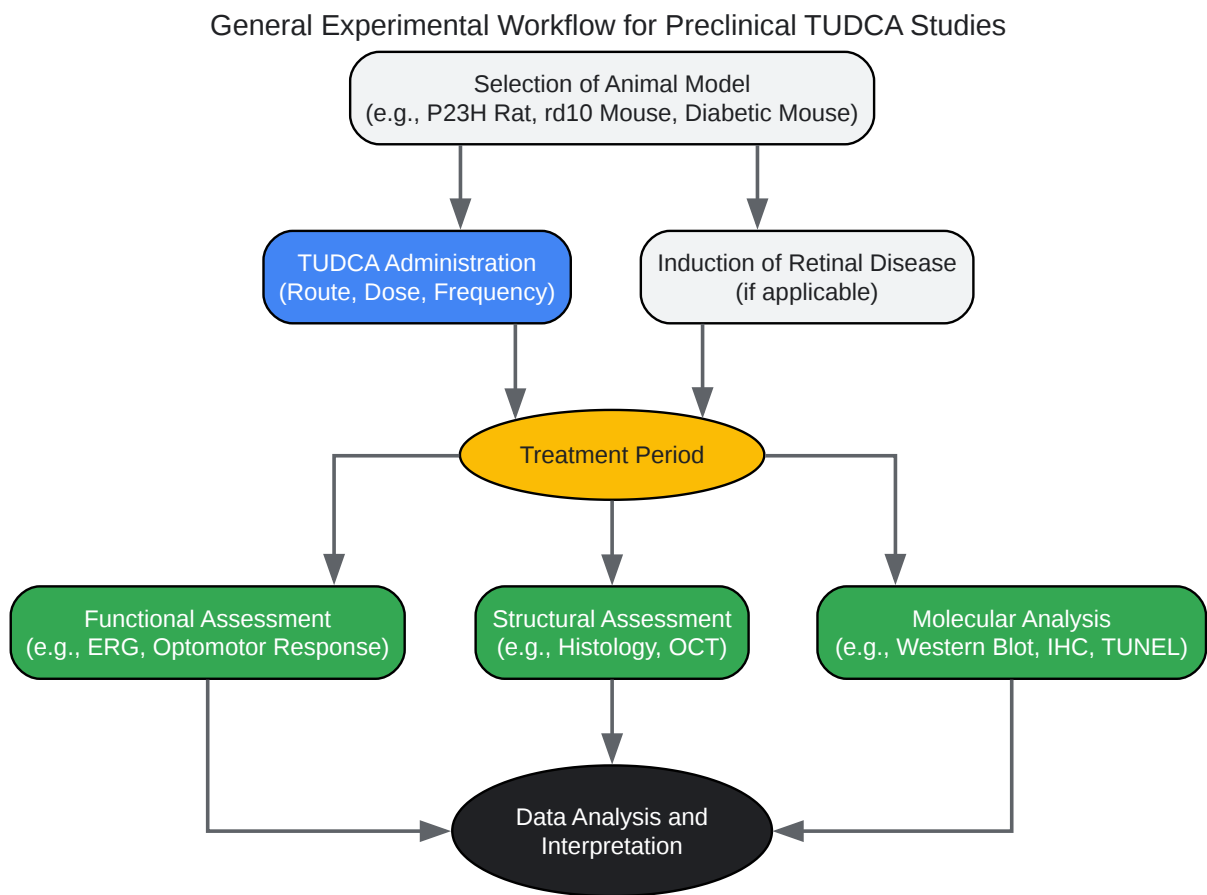 General Experimental Workflow for Preclinical TUDCA Studies
Selection of Animal Model
(e.g., P23H Rat, rd10 Mouse, Diabetic Mouse)
TUDCA Administration
(Route, Dose, Frequency)
Induction of Retinal Disease
(if applicable)
Treatment Period
Functional Assessment
(e.g., ERG, Optomotor Response)
Structural Assessment
(e.g., Histology, OCT)
Molecular Analysis
(e.g., Western Blot, IHC, TUNEL)
Data Analysis and
Interpretation